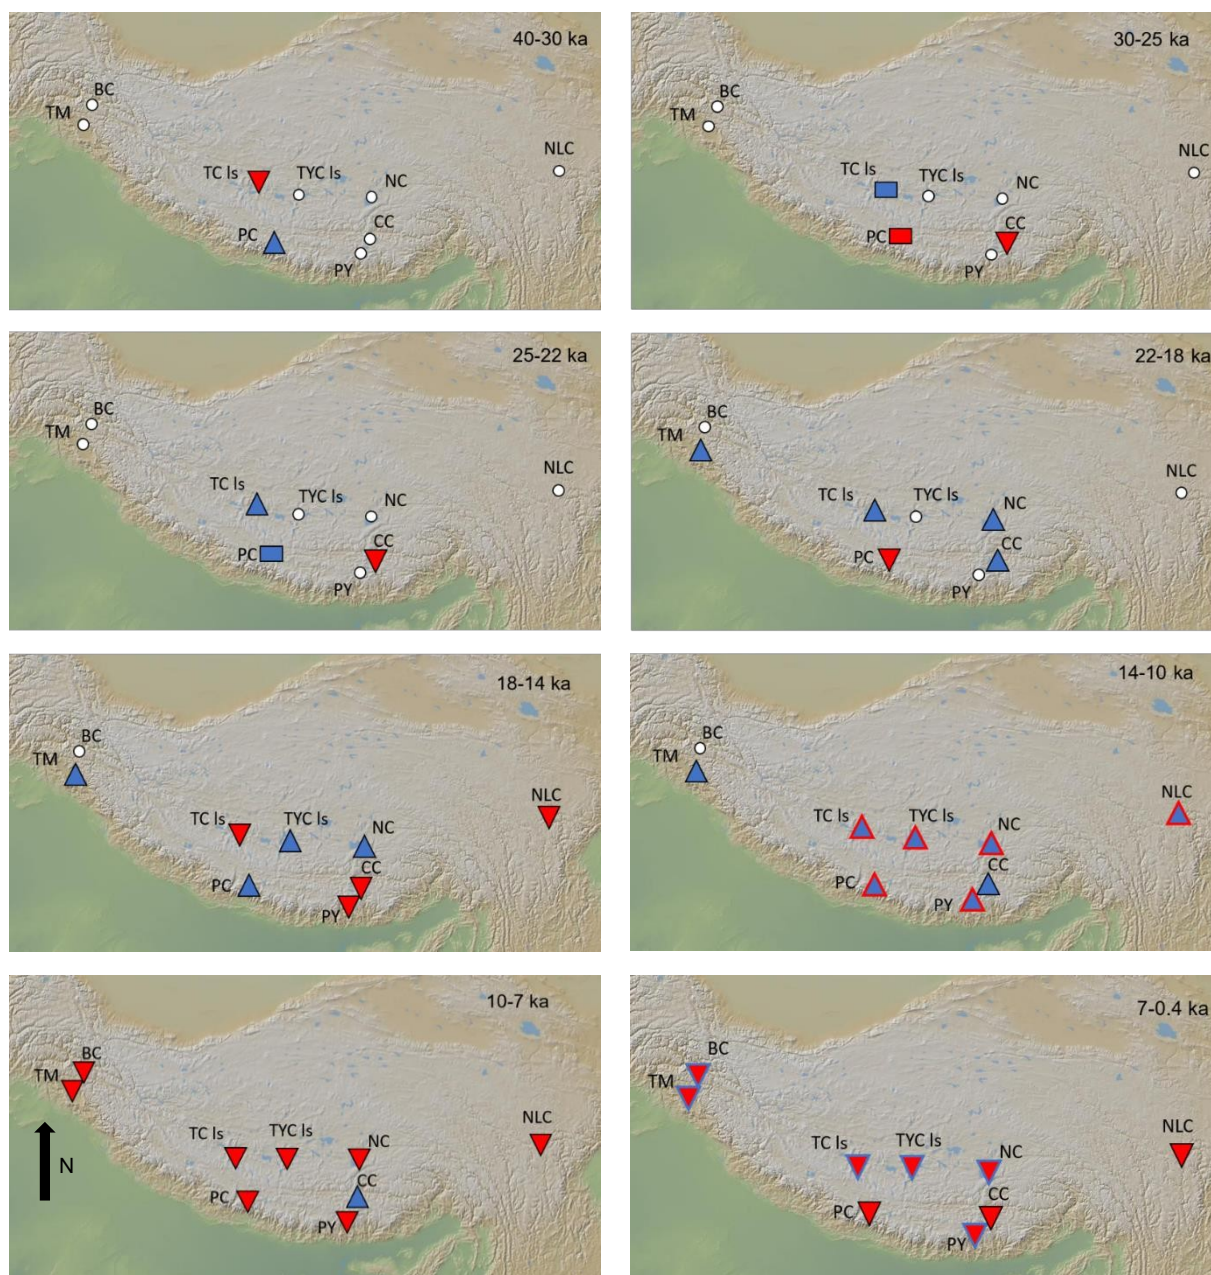 40-30 ka
BC
TM
NLC
TC ls
TYC ls
NC
PC
CC
PY
30-25 ka
BC
TM
NLC
TC ls
TYC ls
NC
PC
CC
PY
25-22 ka
BC
TM
NLC
TC ls
TYC ls
NC
PC
CC
PY
22-18 ka
BC
TM
NLC
TC ls
TYC ls
NC
PC
CC
PY
18-14 ka
BC
TM
NLC
TC ls
TYC ls
NC
PC
CC
PY
14-10 ka
BC
TM
NLC
TC ls
TYC ls
NC
PC
CC
PY
10-7 ka
BC
TM
NLC
TC ls
TYC ls
NC
N
PC
CC
PY
7-0.4 ka
BC
TM
NLC
TC ls
TYC ls
NC
PC
CC
PY